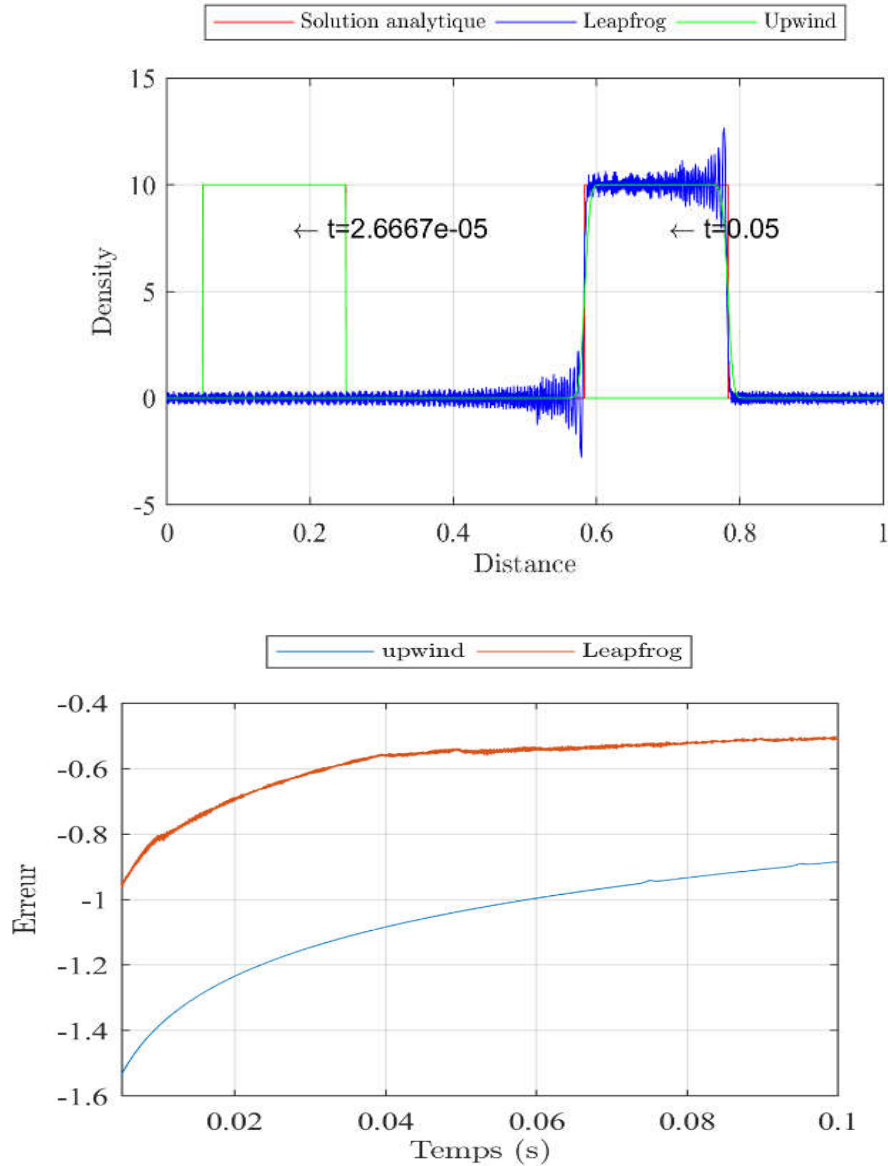 Solution analytique Leapfrog Upwind
15
10
5
0
-5
Density
← t=2.6667e-05
← t=0.05
0 0.2 0.4 0.6 0.8 1
Distance
upwind Leapfrog
-0.4
-0.6
-0.8
-1
-1.2
-1.4
-1.6
Erreur
0.02 0.04 0.06 0.08 0.1
Temps (s)